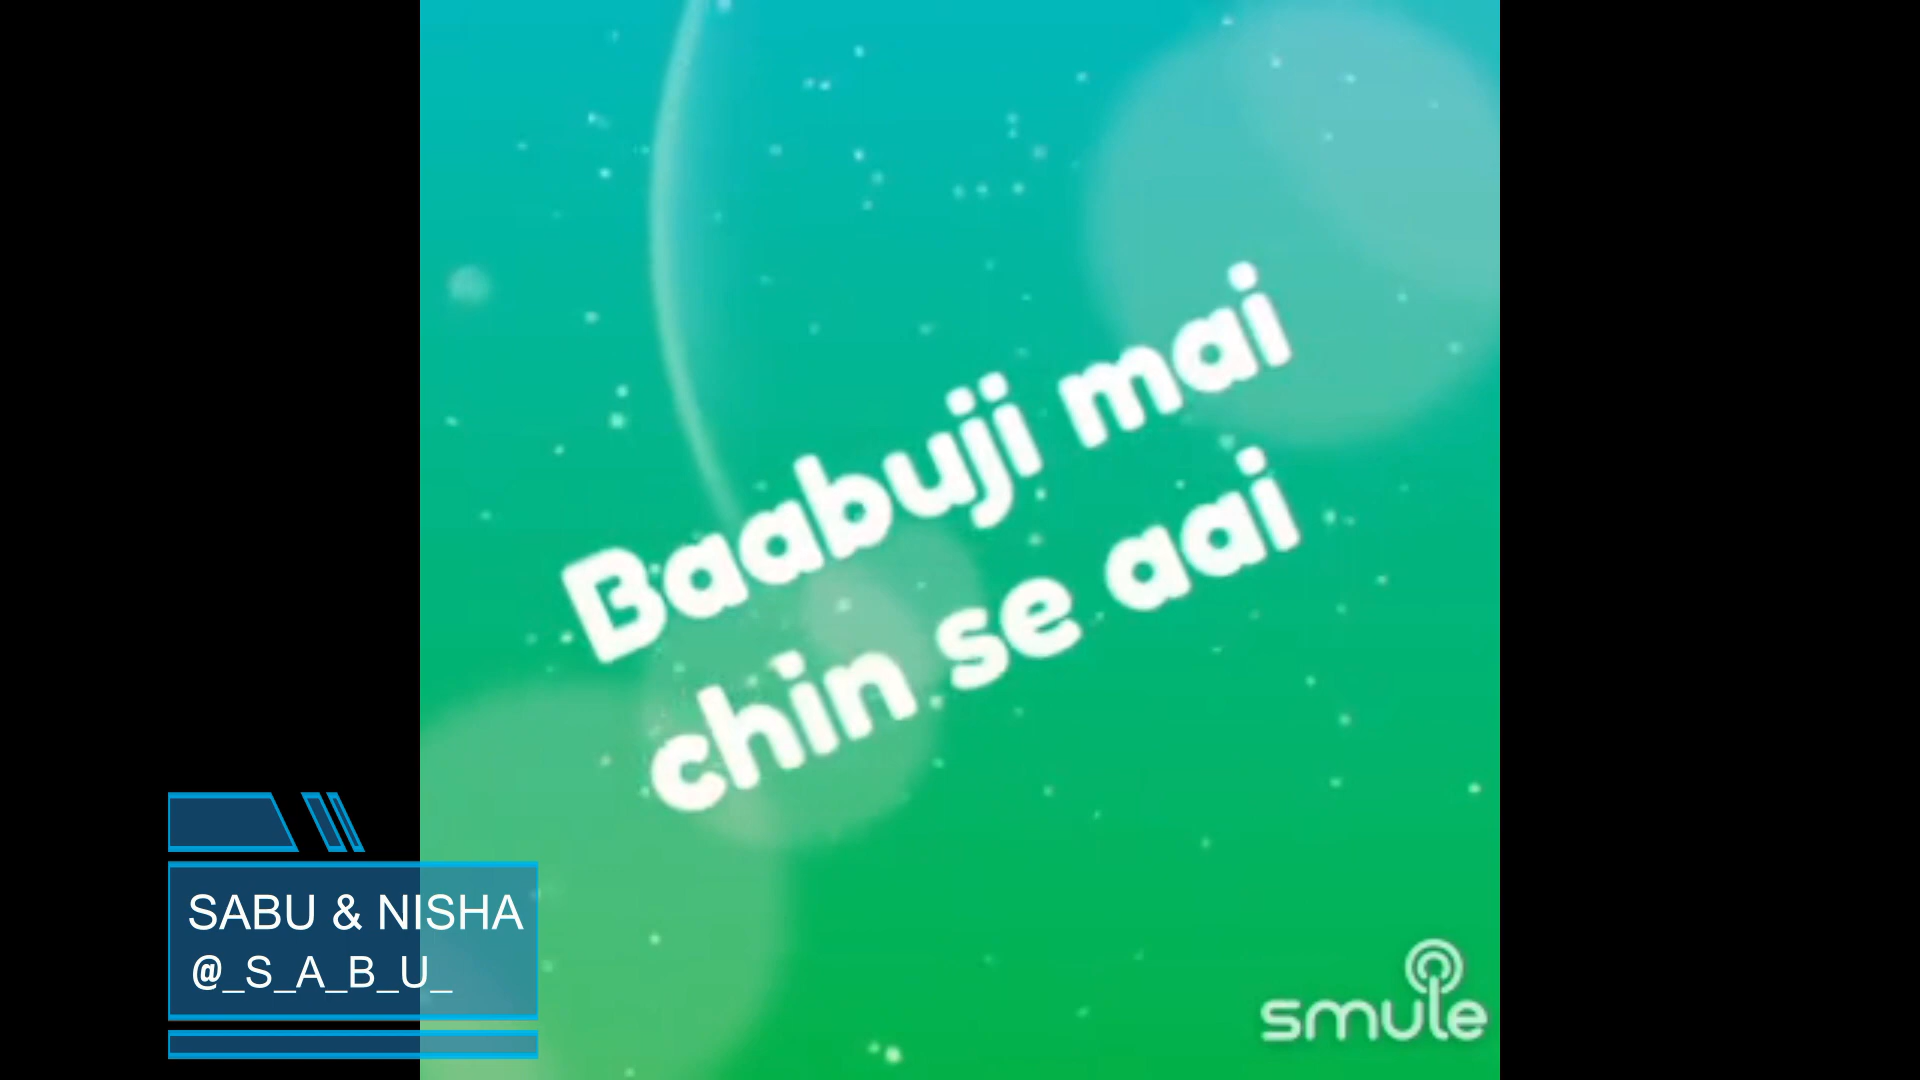 Baabuji mai
chin se aai
SABU & NISHA
@_S_A_B_U_
smule